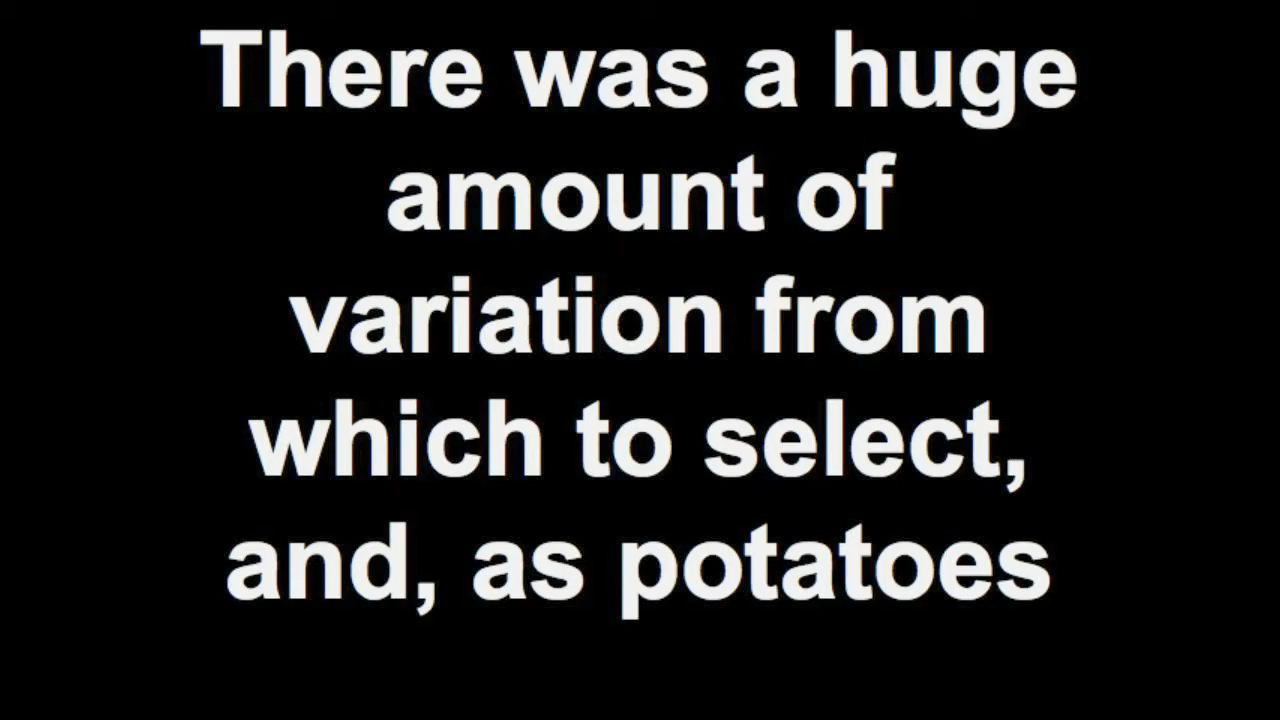 There was a huge
amount of
variation from
which to select,
and, as potatoes